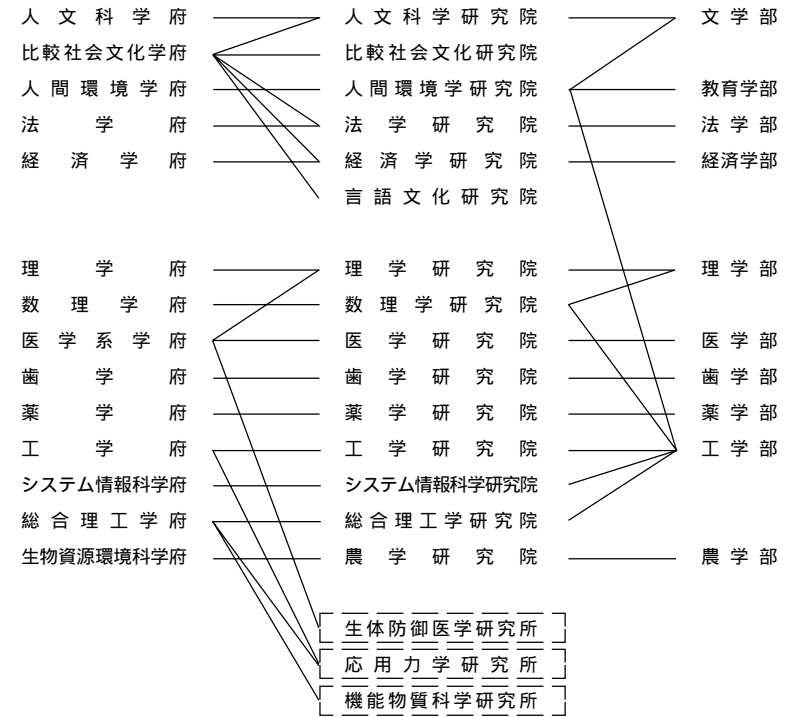 人文科学府 人文科学研究院 文学部
比較社会文化学府 比較社会文化研究院
人間環境学府 人間環境学研究院 教育学部
法学府 法学研究院 法学部
経済学府 経済学研究院 経済学部
言語文化研究院
理学府 理学研究院 理学部
数理学府 数理学研究院
医学系学府 医学研究院 医学部
歯学府 歯学研究院 歯学部
薬学府 薬学研究院 薬学部
工学府 工学研究院 工学部
システム情報科学府 システム情報科学研究院
総合理工学府 総合理工学研究院
生物資源環境科学府 農学研究院 農学部
生体防御医学研究所
応用力学研究所
機能物質科学研究所